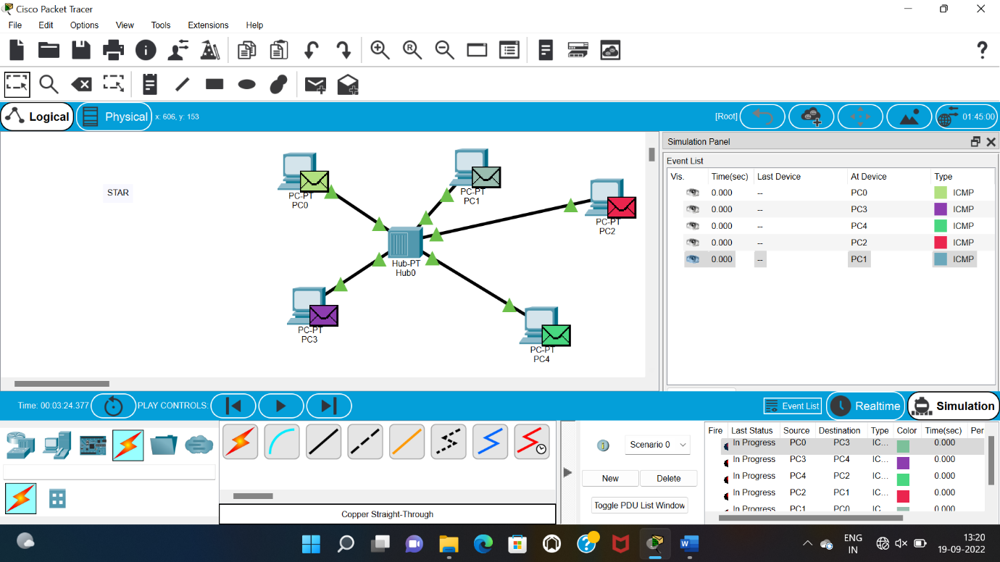 Cisco Packet Tracer
File Edit Options View Tools Extensions Help
Logical Physical x: 606, y: 153 [Root] 01:45:00
STAR
PC-PT
PC0
PC-PT
PC1
PC-PT
PC2
Hub-PT
Hub0
PC-PT
PC3
PC-PT
PC4
Simulation Panel
Event List
Vis. Time(sec) Last Device At Device Type
0.000 -- PC0 ICMP
0.000 -- PC3 ICMP
0.000 -- PC4 ICMP
0.000 -- PC2 ICMP
0.000 -- PC1 ICMP
Time: 00:03:24.377 PLAY CONTROLS: Event List Realtime Simulation
Scenario 0
New Delete
Toggle PDU List Window
Copper Straight-Through
Fire Last Status Source Destination Type Color Time(sec) Per
In Progress PC0 PC3 IC... 0.000
In Progress PC3 PC4 IC... 0.000
In Progress PC4 PC2 IC... 0.000
In Progress PC2 PC1 IC... 0.000
In Progress PC1 PC0 IC 0.000
ENG
IN
13:20
19-09-2022